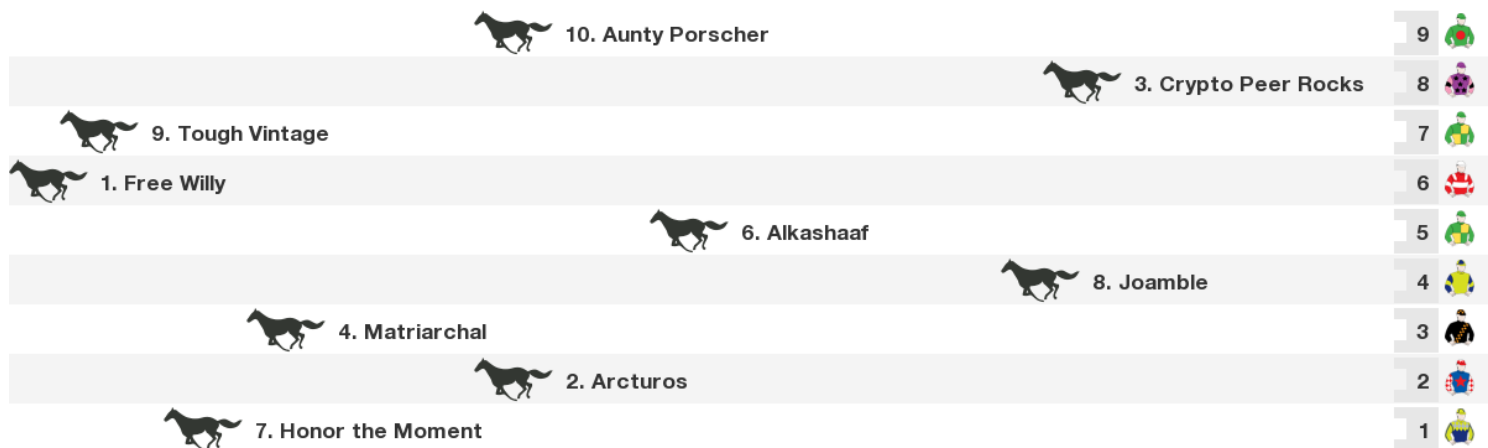 10. Aunty Porscher 9
3. Crypto Peer Rocks 8
9. Tough Vintage 7
1. Free Willy 6
6. Alkashaaf 5
8. Joamble 4
4. Matriarchal 3
2. Arcturos 2
7. Honor the Moment 1